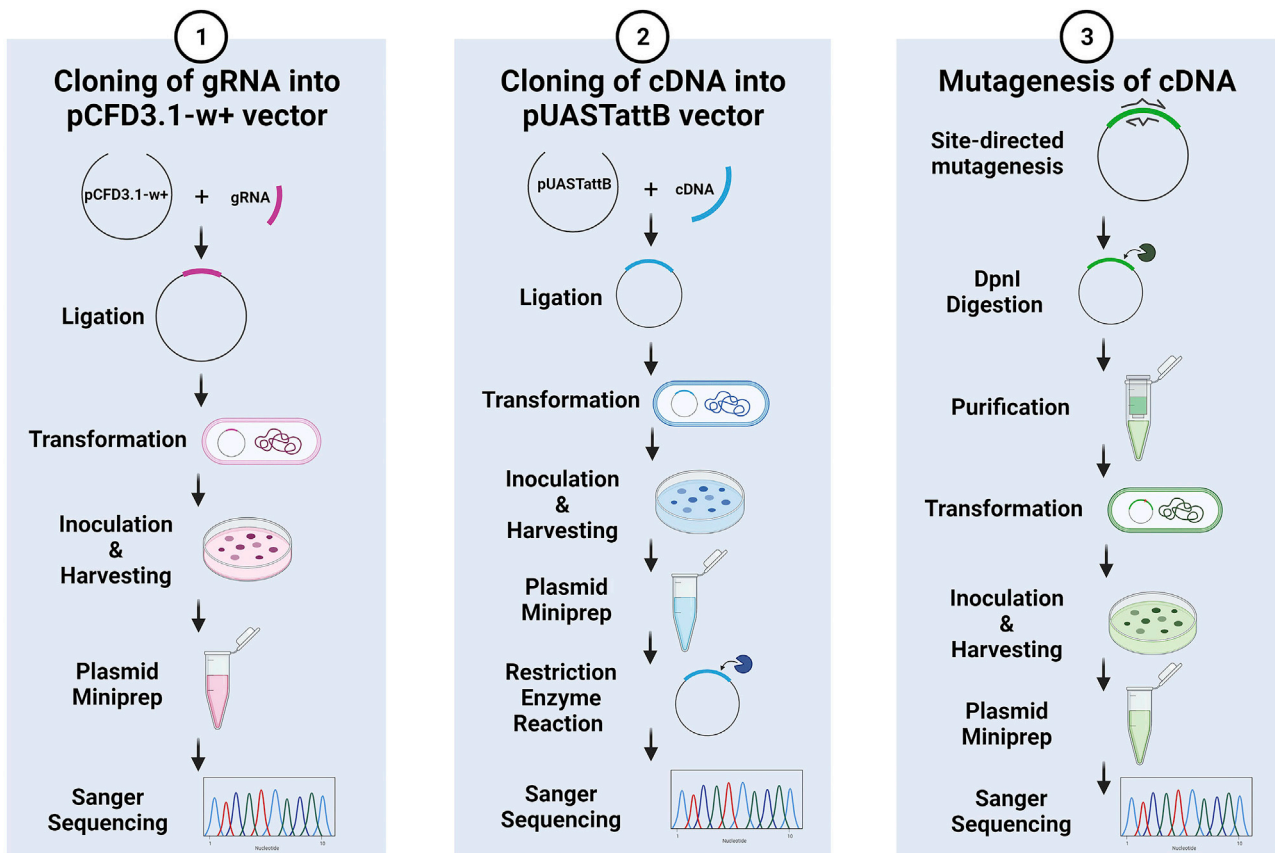 1
Cloning of gRNA into
pCFD3.1-w+ vector
pCFD3.1-w+
+
gRNA
Ligation
Transformation
Inoculation
&
Harvesting
Plasmid
Miniprep
Sanger
Sequencing
1
10
Nucleotide
2
Cloning of cDNA into
pUASTattB vector
pUASTattB
+
cDNA
Ligation
Transformation
Inoculation
&
Harvesting
Plasmid
Miniprep
Restriction
Enzyme
Reaction
Sanger
Sequencing
1
10
Nucleotide
3
Mutagenesis of cDNA
Site-directed
mutagenesis
DpnI
Digestion
Purification
Transformation
Inoculation
&
Harvesting
Plasmid
Miniprep
Sanger
Sequencing
1
10
Nucleotide